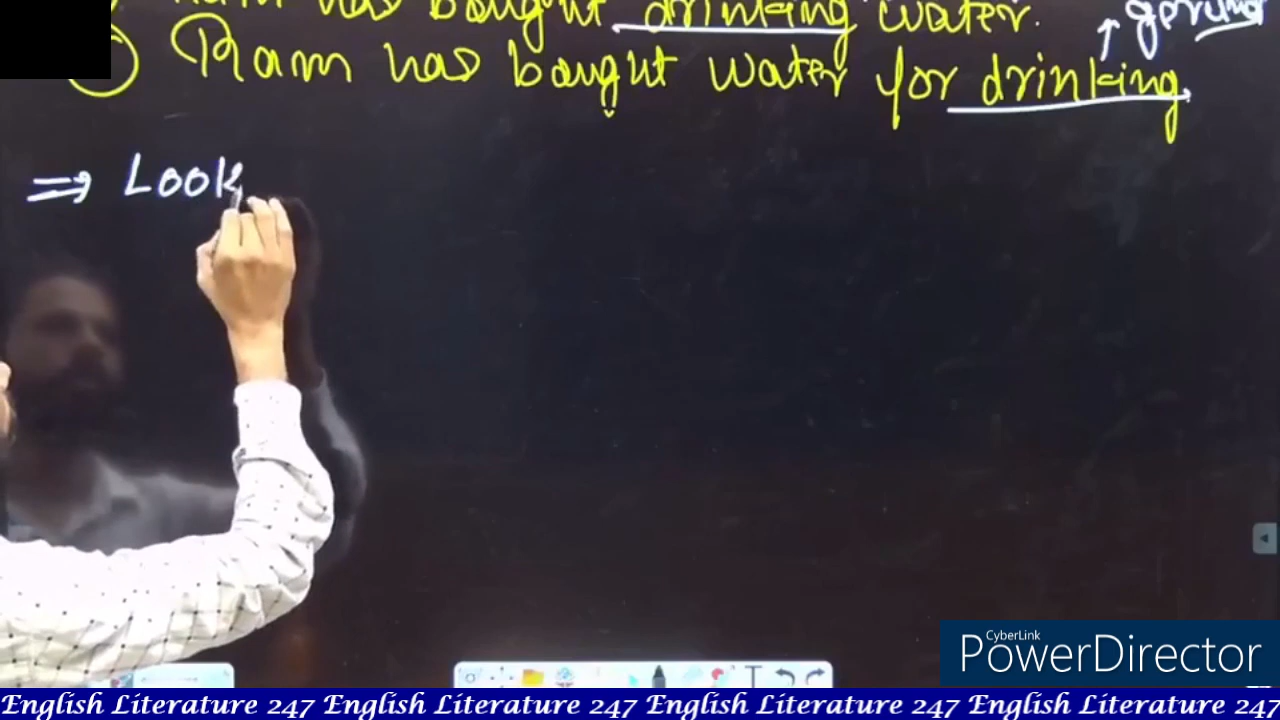 Ram has bought drinking water.
gerund
Ram has bought water for drinking
⇒ Look
CyberLink
PowerDirector
English Literature 247 English Literature 247 English Literature 247 English Literature 247